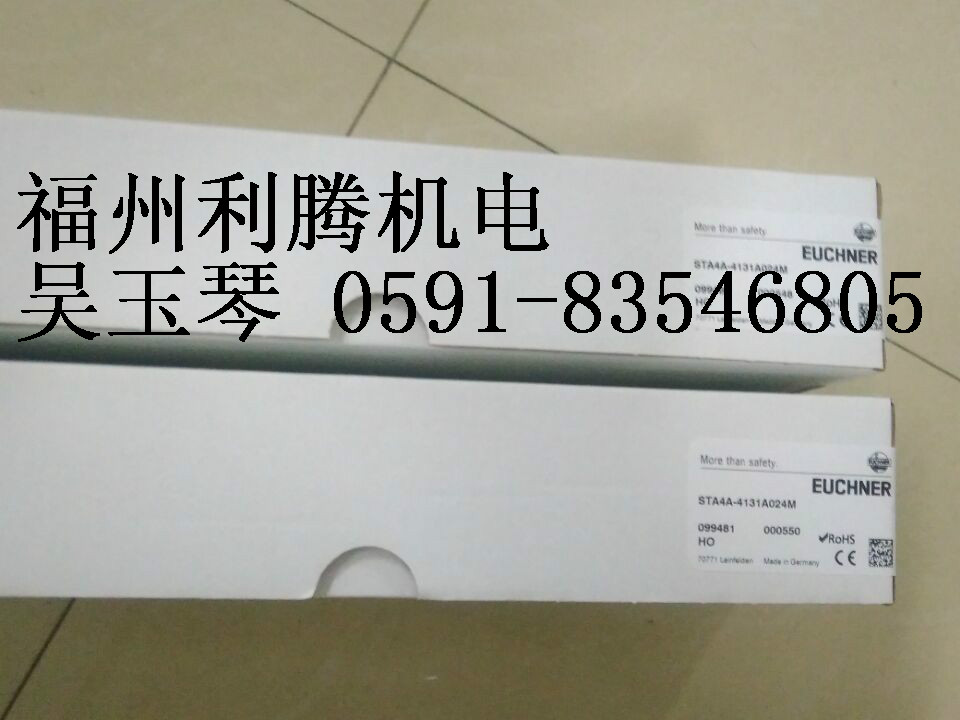 福州利腾机电
吴玉琴 0591-83546805
More than safety.
EUCHNER
STA4A-4131A024M
HO
More than safety.
EUCHNER
STA4A-4131A024M
099481 000550
HO
✓RoHS
CE
70771 Leinfelden Made in Germany